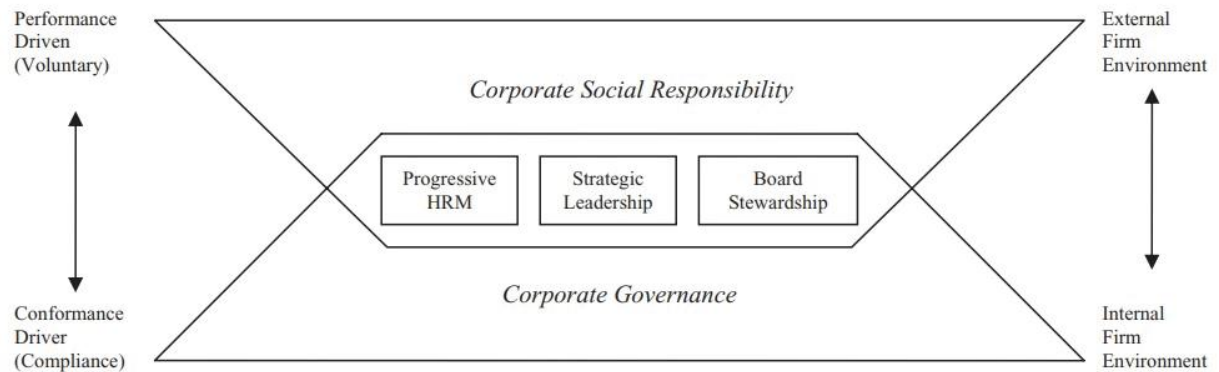 Performance
Driven
(Voluntary)
External
Firm
Environment
Corporate Social Responsibility
Progressive
HRM
Strategic
Leadership
Board
Stewardship
Corporate Governance
Conformance
Driver
(Compliance)
Internal
Firm
Environment